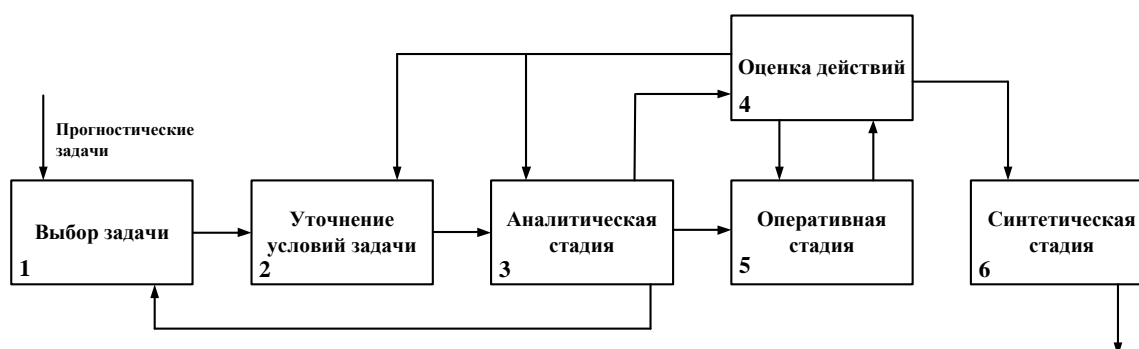 Оценка действий
4
Прогностические
задачи
Выбор задачи
1
Уточнение
условий задачи
2
Аналитическая
стадия
3
Оперативная
стадия
5
Синтетическая
стадия
6